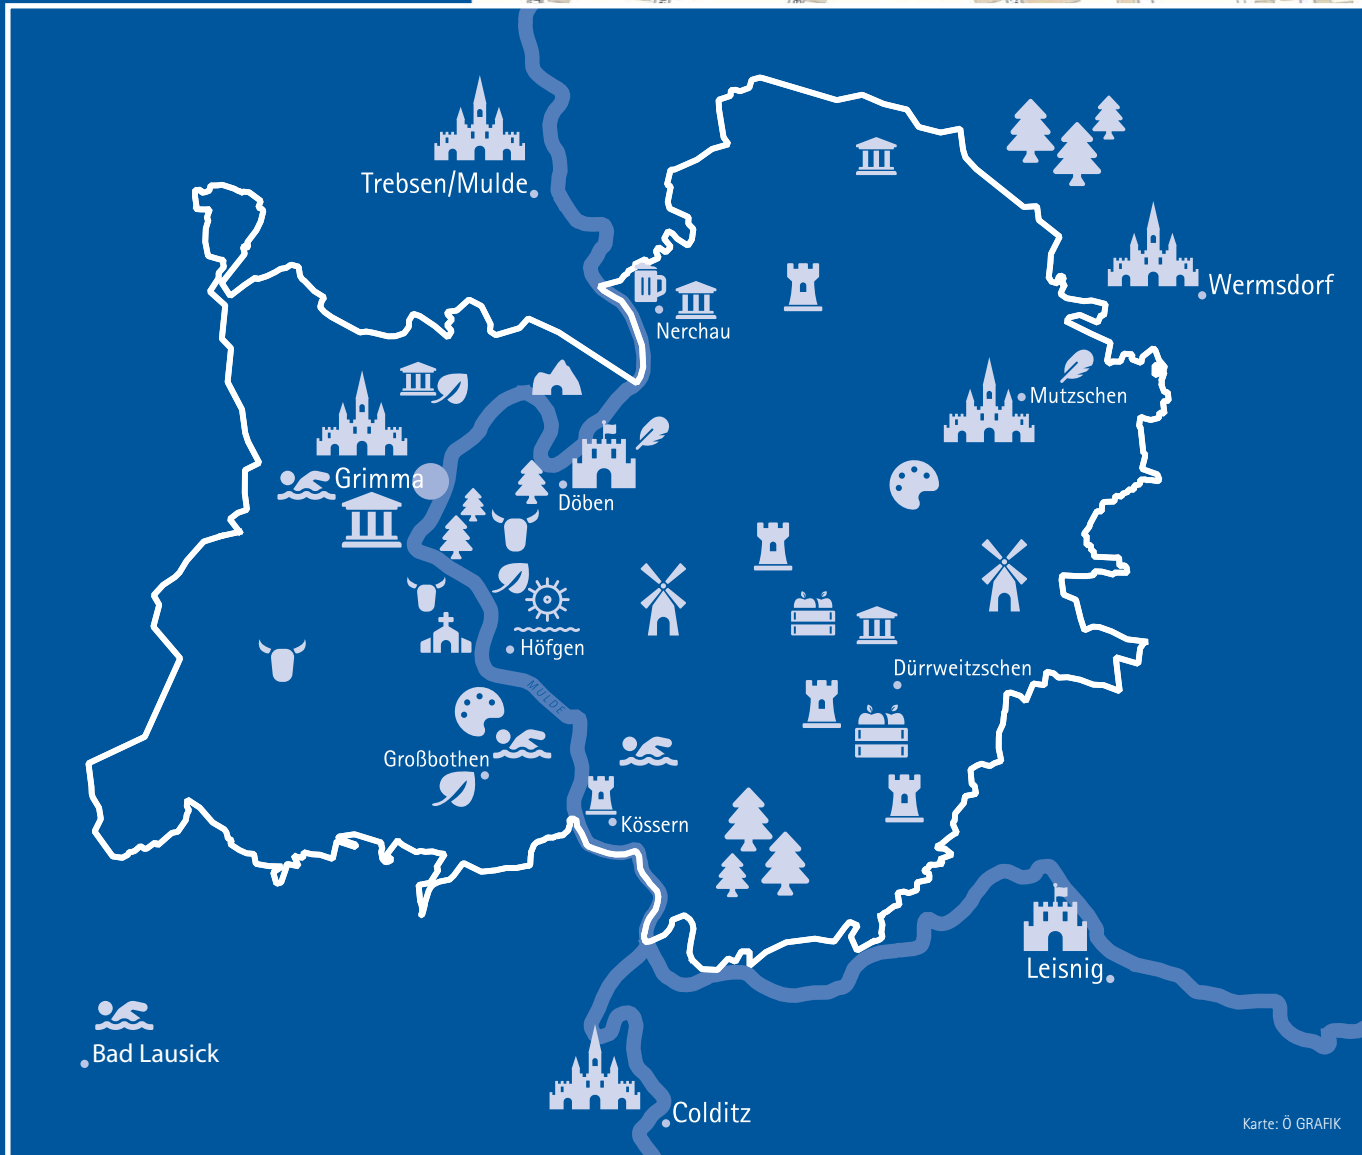 Trebsen/Mulde
Wermsdorf
Nerchau
Mutzschen
Grimma
Döben
Höfgen
Dürrweitzschen
MULDE
Großbothen
Kössern
Leisnig
Bad Lausick
Colditz
Karte: Ö GRAFIK